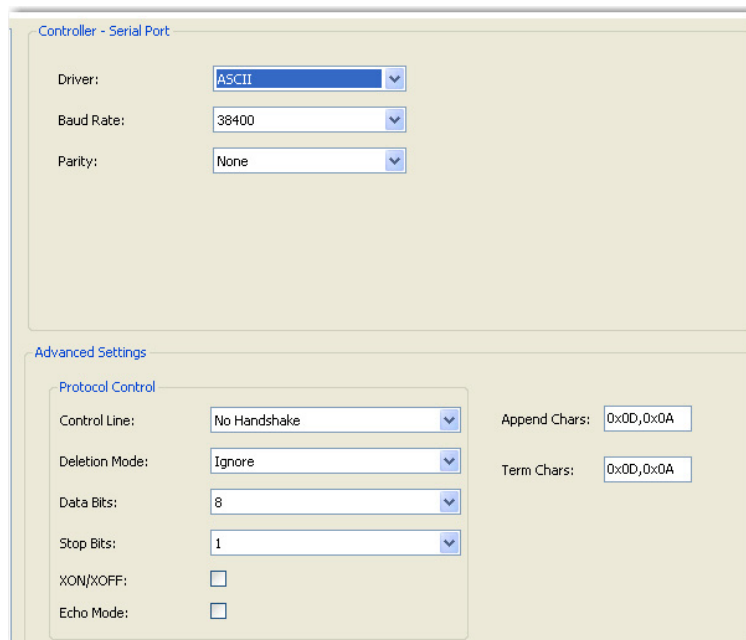 Controller - Serial Port
Driver: ASCII
Baud Rate: 38400
Parity: None
Advanced Settings
Protocol Control
Control Line: No Handshake
Append Chars: 0x0D,0x0A
Deletion Mode: Ignore
Term Chars: 0x0D,0x0A
Data Bits: 8
Stop Bits: 1
XON/XOFF:
Echo Mode: